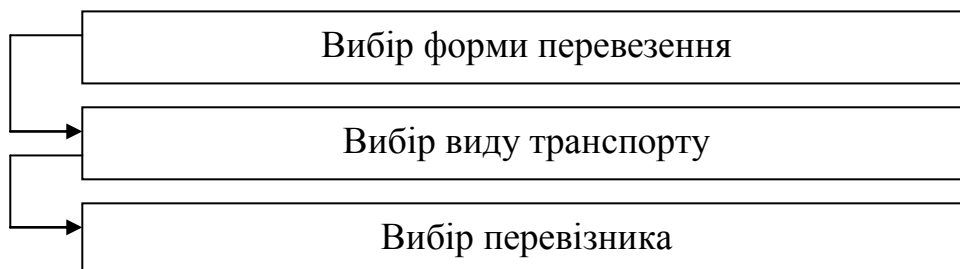 Вибір форми перевезення
Вибір виду транспорту
Вибір перевізника